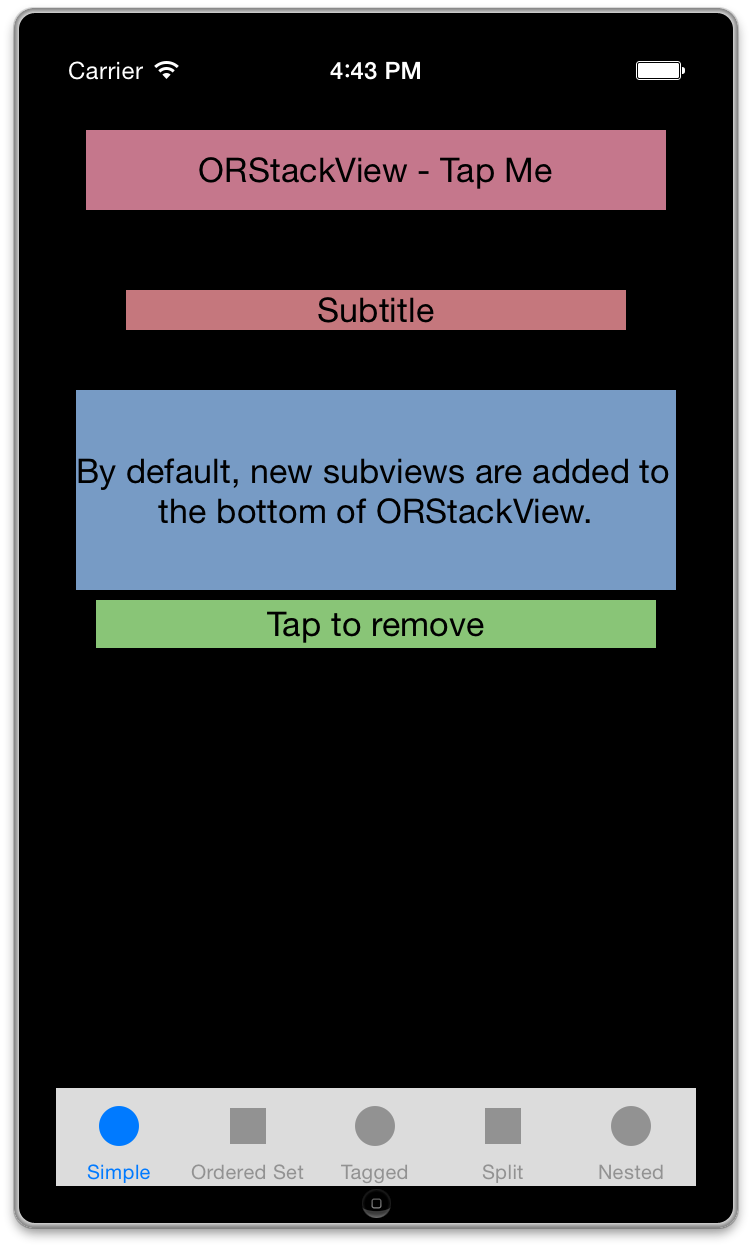 Carrier 4:43 PM
ORStackView - Tap Me
Subtitle
By default, new subviews are added to
the bottom of ORStackView.
Tap to remove
Simple Ordered Set Tagged Split Nested